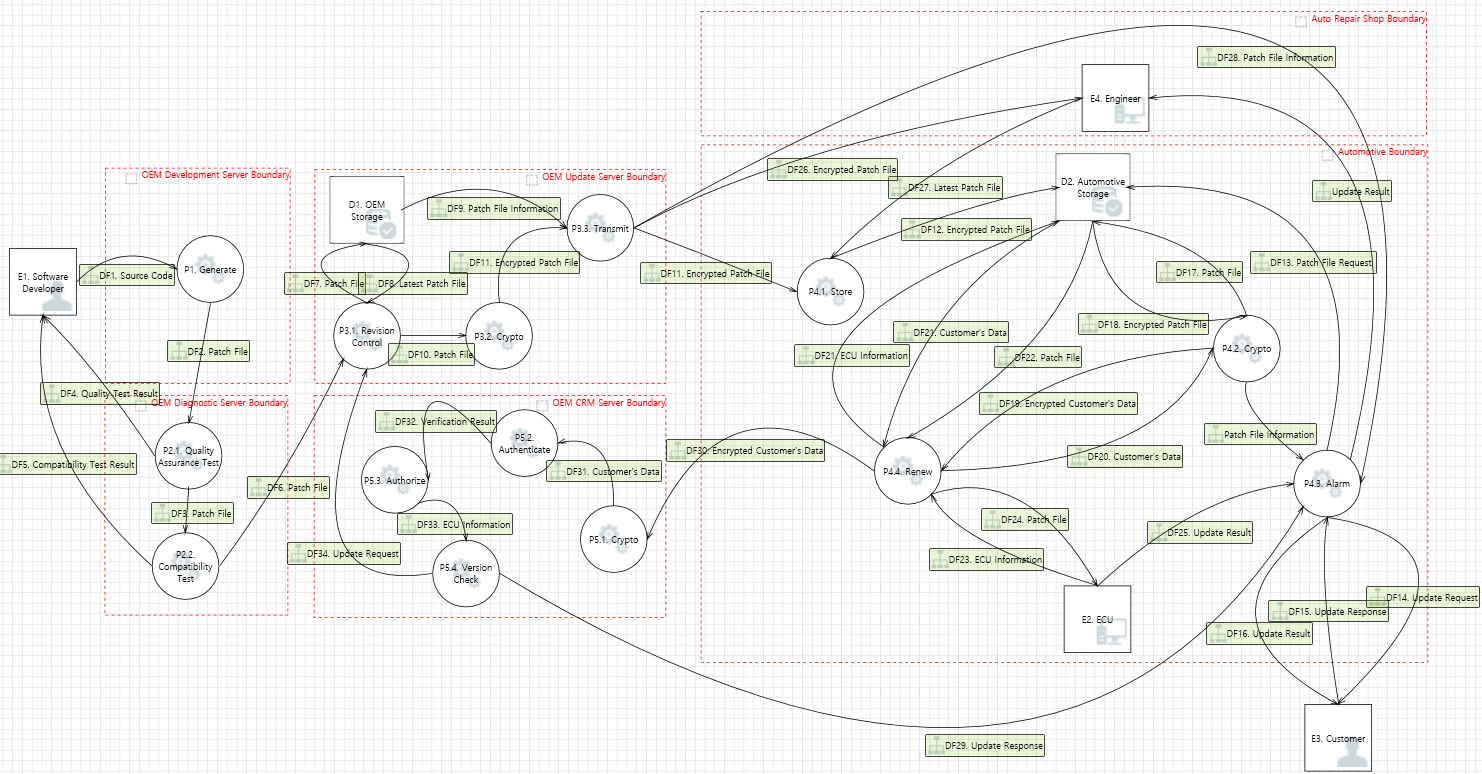 Auto Repair Shop Boundary
DF28. Patch File Information
E4. Engineer
Automotive Boundary
OEM Development Server Boundary
OEM Update Server Boundary
DF26. Encrypted Patch File
DF27. Latest Patch File
D2. Automotive
Storage
Update Result
D1. OEM
Storage
DF9. Patch File Information
P3.3. Transmit
DF12. Encrypted Patch File
E1. Software
Developer
DF1. Source Code
P1. Generate
DF7. Patch File
DF8. Latest Patch File
DF11. Encrypted Patch File
DF11. Encrypted Patch File
P4.1. Store
DF17. Patch File
DF13. Patch File Request
P3.1. Revision
Control
P3.2. Crypto
DF10. Patch File
DF2. Patch File
DF21. Customer's Data
DF21. ECU Information
DF22. Patch File
DF18. Encrypted Patch File
P4.2. Crypto
DF4. Quality Test Result
OEM Diagnostic Server Boundary
OEM CRM Server Boundary
DF19. Encrypted Customer's Data
DF32. Verification Result
P5.2.
Authenticate
Patch File Information
P2.1. Quality
Assurance Test
DF5. Compatibility Test Result
DF30. Encrypted Customer's Data
DF20. Customer's Data
DF31. Customer's Data
P4.4. Renew
P5.3. Authorize
P4.3. Alarm
DF6. Patch File
DF3. Patch File
DF33. ECU Information
DF24. Patch File
DF25. Update Result
P5.1. Crypto
P2.2.
Compatibility
Test
DF34. Update Request
P5.4. Version
Check
DF23. ECU Information
E2. ECU
DF14. Update Request
DF15. Update Response
DF16. Update Result
E3. Customer
DF29. Update Response